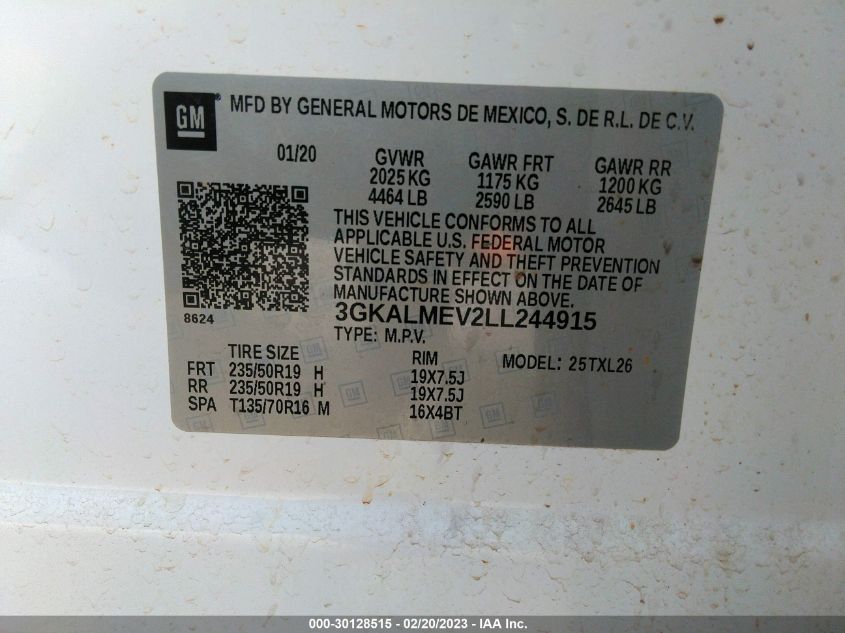 GM® MFD BY GENERAL MOTORS DE MEXICO, S. DE R.L. DE C.V.
01/20 GVWR GAWR FRT GAWR RR
2025 KG 1175 KG 1200 KG
4464 LB 2590 LB 2645 LB
THIS VEHICLE CONFORMS TO ALL
APPLICABLE U.S. FEDERAL MOTOR
VEHICLE SAFETY AND THEFT PREVENTION
STANDARDS IN EFFECT ON THE DATE OF
MANUFACTURE SHOWN ABOVE.
8624 3GKALMEV2LL244915
TYPE: M.P.V.
TIRE SIZE RIM MODEL: 25TXL26
FRT 235/50R19 H 19X7.5J
RR 235/50R19 H 19X7.5J
SPA T135/70R16 M 16X4BT
000-30128515 - 02/20/2023 - IAA Inc.